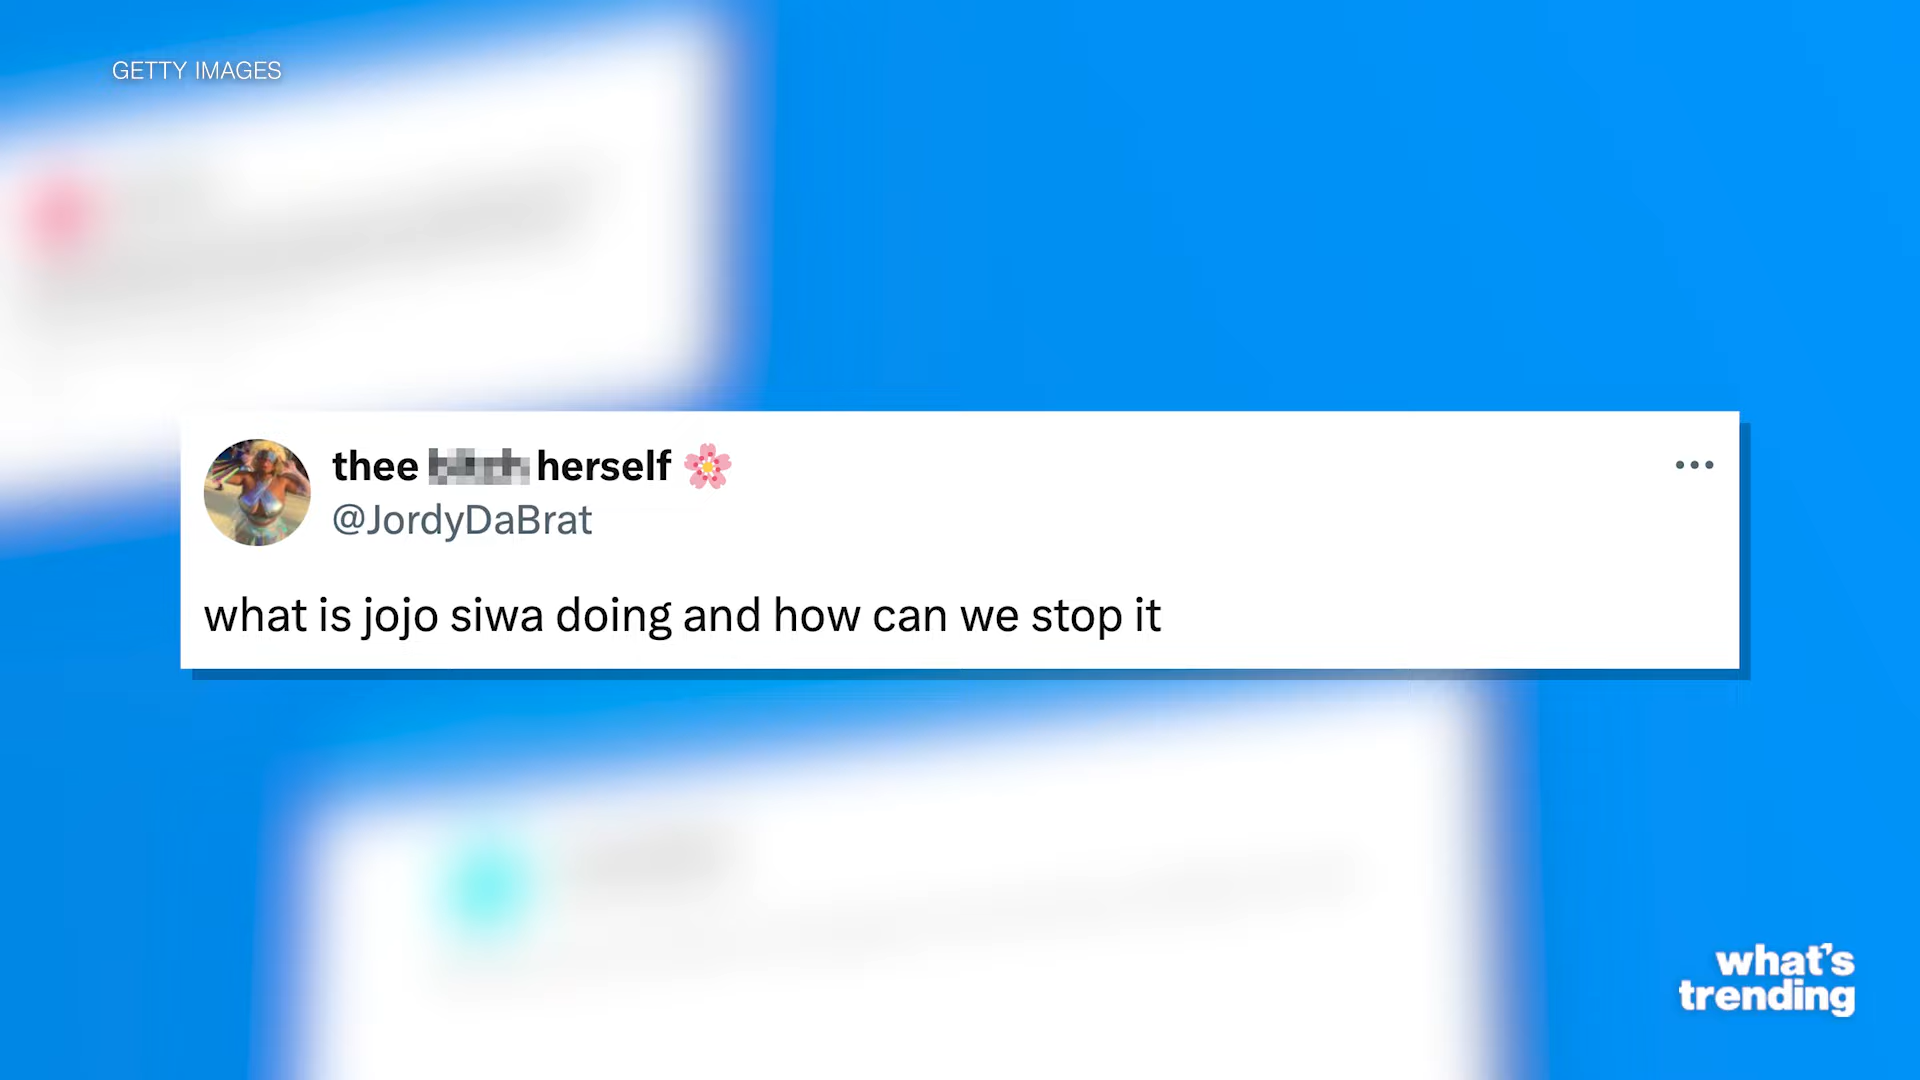 GETTY IMAGES
thee herself
@JordyDaBrat
what is jojo siwa doing and how can we stop it
what's
trending